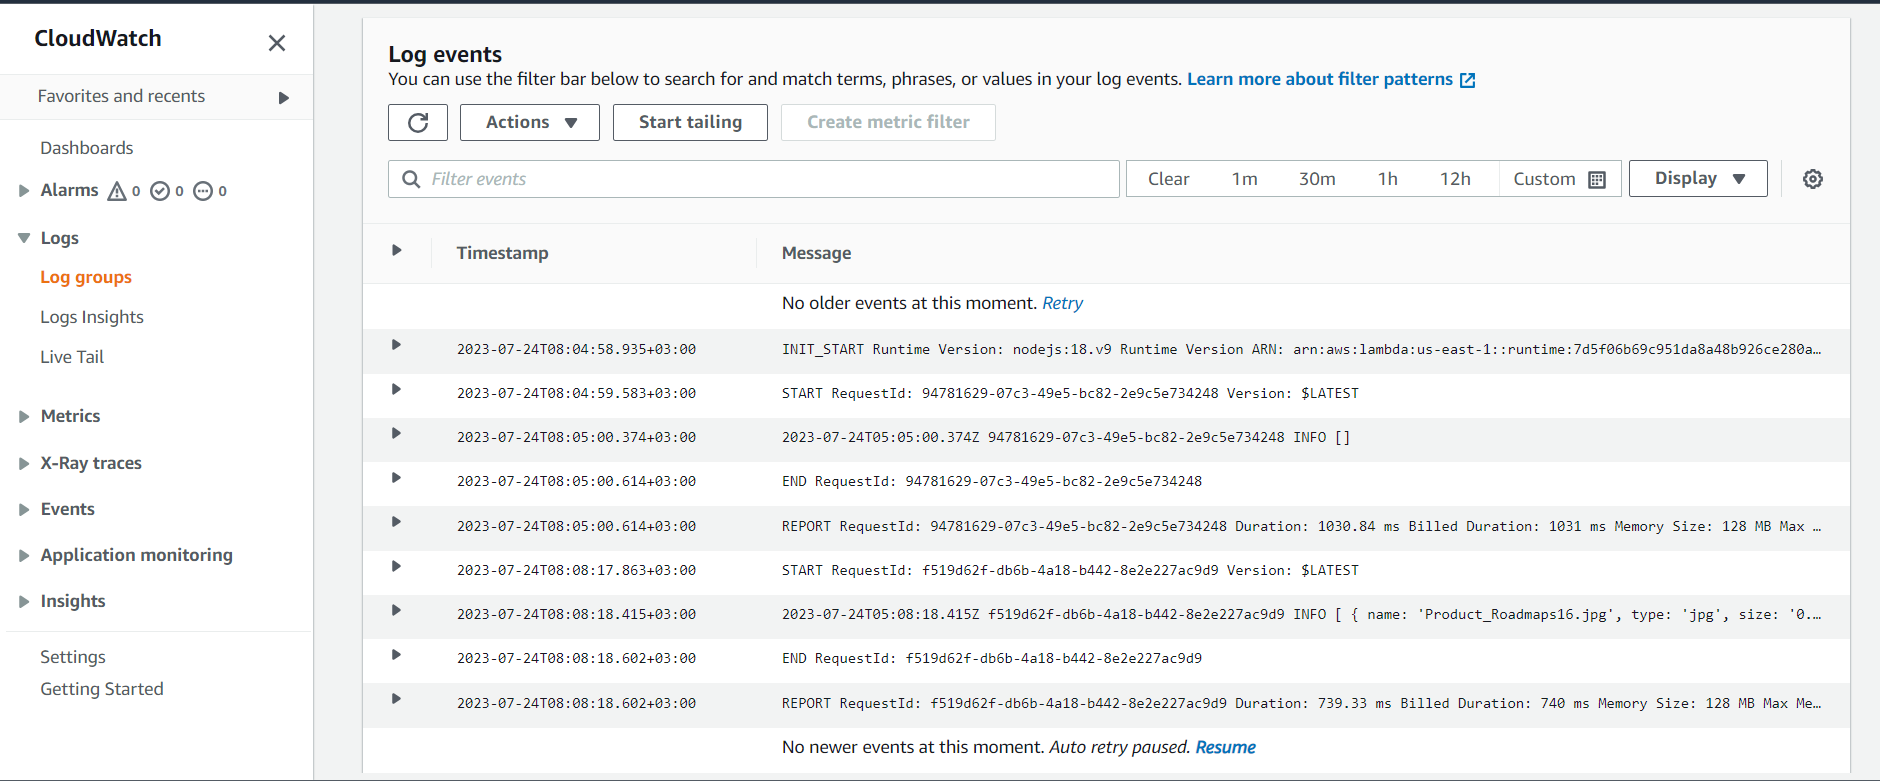 CloudWatch
Favorites and recents
Dashboards
Alarms 0 0 0
Logs
Log groups
Logs Insights
Live Tail
Metrics
X-Ray traces
Events
Application monitoring
Insights
Settings
Getting Started
Log events
You can use the filter bar below to search for and match terms, phrases, or values in your log events. Learn more about filter patterns
Actions Start tailing Create metric filter
Filter events Clear 1m 30m 1h 12h Custom Display
Timestamp Message
No older events at this moment. Retry
2023-07-24T08:04:58.935+03:00 INIT_START Runtime Version: nodejs:18.v9 Runtime Version ARN: arn:aws:lambda:us-east-1::runtime:7d5f06b69c951da8a48b926ce280a…
2023-07-24T08:04:59.583+03:00 START RequestId: 94781629-07c3-49e5-bc82-2e9c5e734248 Version: $LATEST
2023-07-24T08:05:00.374+03:00 2023-07-24T05:05:00.374Z 94781629-07c3-49e5-bc82-2e9c5e734248 INFO []
2023-07-24T08:05:00.614+03:00 END RequestId: 94781629-07c3-49e5-bc82-2e9c5e734248
2023-07-24T08:05:00.614+03:00 REPORT RequestId: 94781629-07c3-49e5-bc82-2e9c5e734248 Duration: 1030.84 ms Billed Duration: 1031 ms Memory Size: 128 MB Max …
2023-07-24T08:08:17.863+03:00 START RequestId: f519d62f-db6b-4a18-b442-8e2e227ac9d9 Version: $LATEST
2023-07-24T08:08:18.415+03:00 2023-07-24T05:08:18.415Z f519d62f-db6b-4a18-b442-8e2e227ac9d9 INFO [ { name: 'Product_Roadmaps16.jpg', type: 'jpg', size: '0.…
2023-07-24T08:08:18.602+03:00 END RequestId: f519d62f-db6b-4a18-b442-8e2e227ac9d9
2023-07-24T08:08:18.602+03:00 REPORT RequestId: f519d62f-db6b-4a18-b442-8e2e227ac9d9 Duration: 739.33 ms Billed Duration: 740 ms Memory Size: 128 MB Max Me…
No newer events at this moment. Auto retry paused. Resume